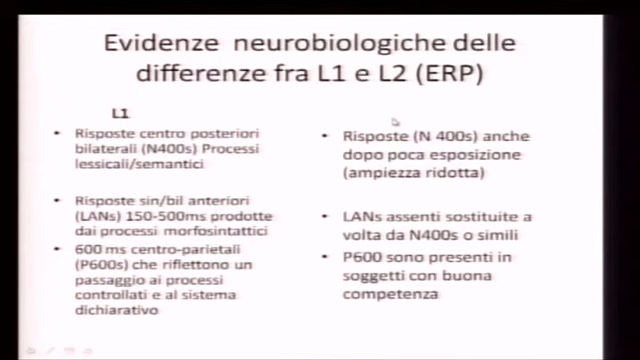 Evidenze neurobiologiche delle
differenze fra L1 e L2 (ERP)
L1
• Risposte centro posteriori
bilaterali (N400s) Processi
lessicali/semantici
• Risposte sin/bil anteriori
(LANs) 150-500ms prodotte
dai processi morfosintattici
• 600 ms centro-parietali
(P600s) che riflettono un
passaggio ai processi
controllati e al sistema
dichiarativo
• Risposte (N 400s) anche
dopo poca esposizione
(ampiezza ridotta)
• LANs assenti sostituite a
volta da N400s o simili
• P600 sono presenti in
soggetti con buona
competenza